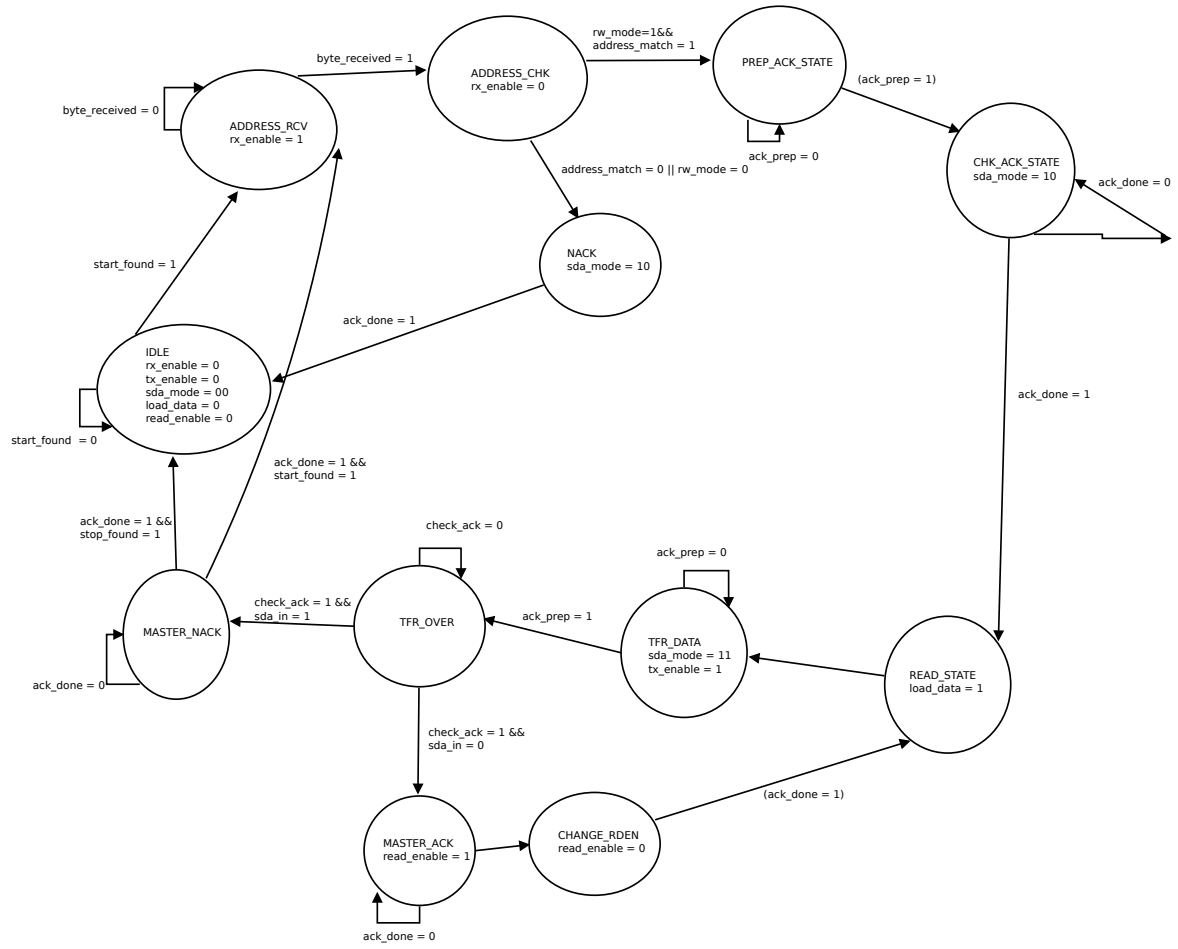 rw_mode=1&&
address_match = 1
byte_received = 1
ADDRESS_CHK
rx_enable = 0
PREP_ACK_STATE
(ack_prep = 1)
byte_received = 0
ADDRESS_RCV
rx_enable = 1
ack_prep = 0
address_match = 0 || rw_mode = 0
CHK_ACK_STATE
sda_mode = 10
ack_done = 0
NACK
sda_mode = 10
start_found = 1
ack_done = 1
IDLE
rx_enable = 0
tx_enable = 0
sda_mode = 00
load_data = 0
read_enable = 0
start_found  = 0
ack_done = 1
ack_done = 1 &&
start_found = 1
ack_done = 1 &&
stop_found = 1
check_ack = 0
ack_prep = 0
check_ack = 1 &&
sda_in = 1
ack_prep = 1
MASTER_NACK
TFR_OVER
TFR_DATA
sda_mode = 11
tx_enable = 1
READ_STATE
load_data = 1
ack_done = 0
check_ack = 1 &&
sda_in = 0
(ack_done = 1)
MASTER_ACK
read_enable = 1
CHANGE_RDEN
read_enable = 0
ack_done = 0